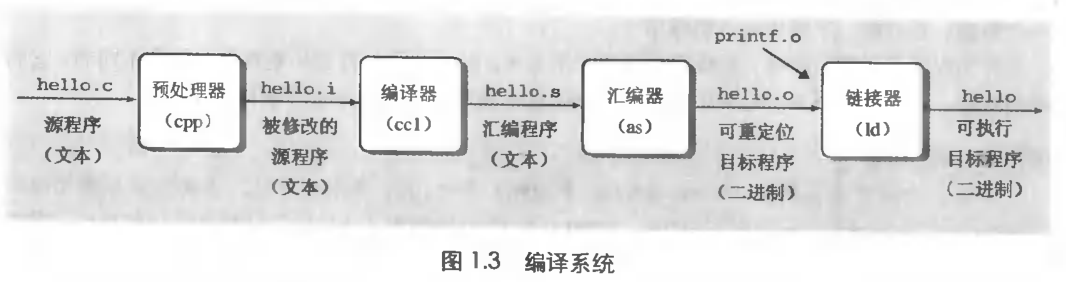 printf.o
hello.c
预处理器
（cpp）
hello.i
编译器
（cc1）
hello.s
汇编器
（as）
hello.o
链接器
（ld）
hello
源程序
（文本）
被修改的
源程序
（文本）
汇编程序
（文本）
可重定位
目标程序
（二进制）
可执行
目标程序
（二进制）
图 1.3 编译系统